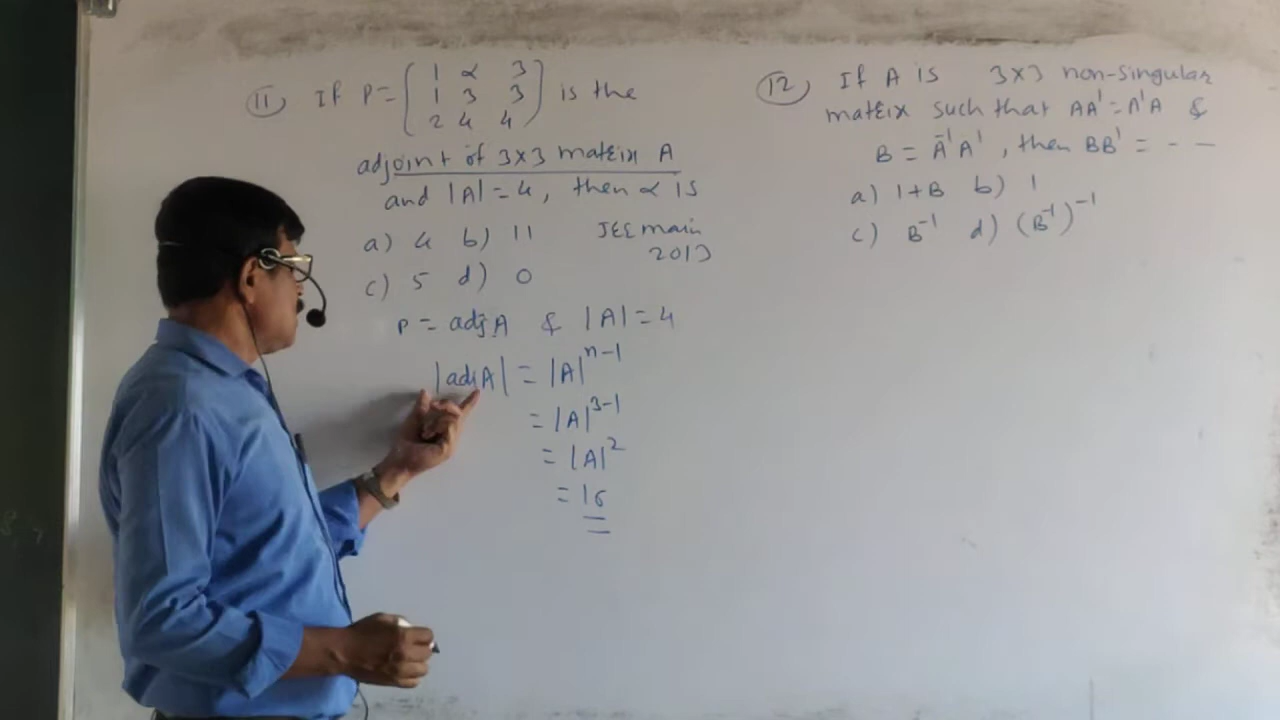 11) If P = [ 1 α 3
1 3 3
2 4 4 ] is the
adjoint of 3×3 matrix A
and |A| = 4, then α is
a) 4 b) 11 JEE main
2013
c) 5 d) 0
P = adj A & |A| = 4
|adj A| = |A|^(n-1)
= |A|^(3-1)
= |A|^2
= 16
12) If A is 3×3 non-singular
matrix such that AA' = A'A &
B = A^-1 A', then BB' = - -
a) I+B b) I
c) B^-1 d) (B^-1)^-1